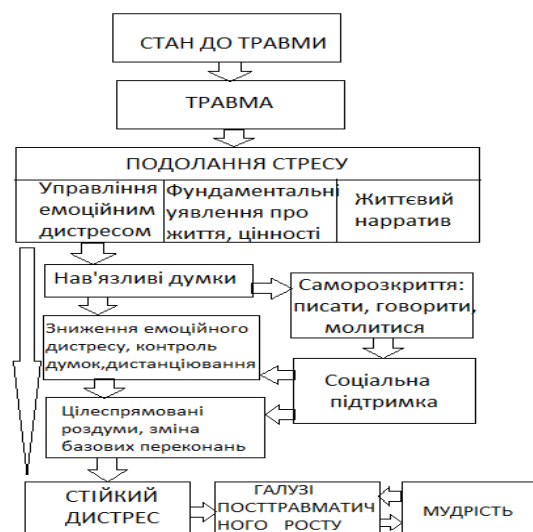 СТАН ДО ТРАВМИ
ТРАВМА
ПОДОЛАННЯ СТРЕСУ
Управління
емоційним
дистресом
Фундаментальні
уявлення про
життя, цінності
Життєвий
нарратив
Нав'язливі думки
Саморозкриття:
писати, говорити,
молитися
Зниження емоційного
дистресу, контроль
думок,дистанціювання
Соціальна
підтримка
Цілеспрямовані
роздуми, зміна
базових переконань
СТІЙКИЙ
ДИСТРЕС
ГАЛУЗІ
ПОСТТРАВМАТИЧ
НОГО РОСТУ
МУДРІСТЬ